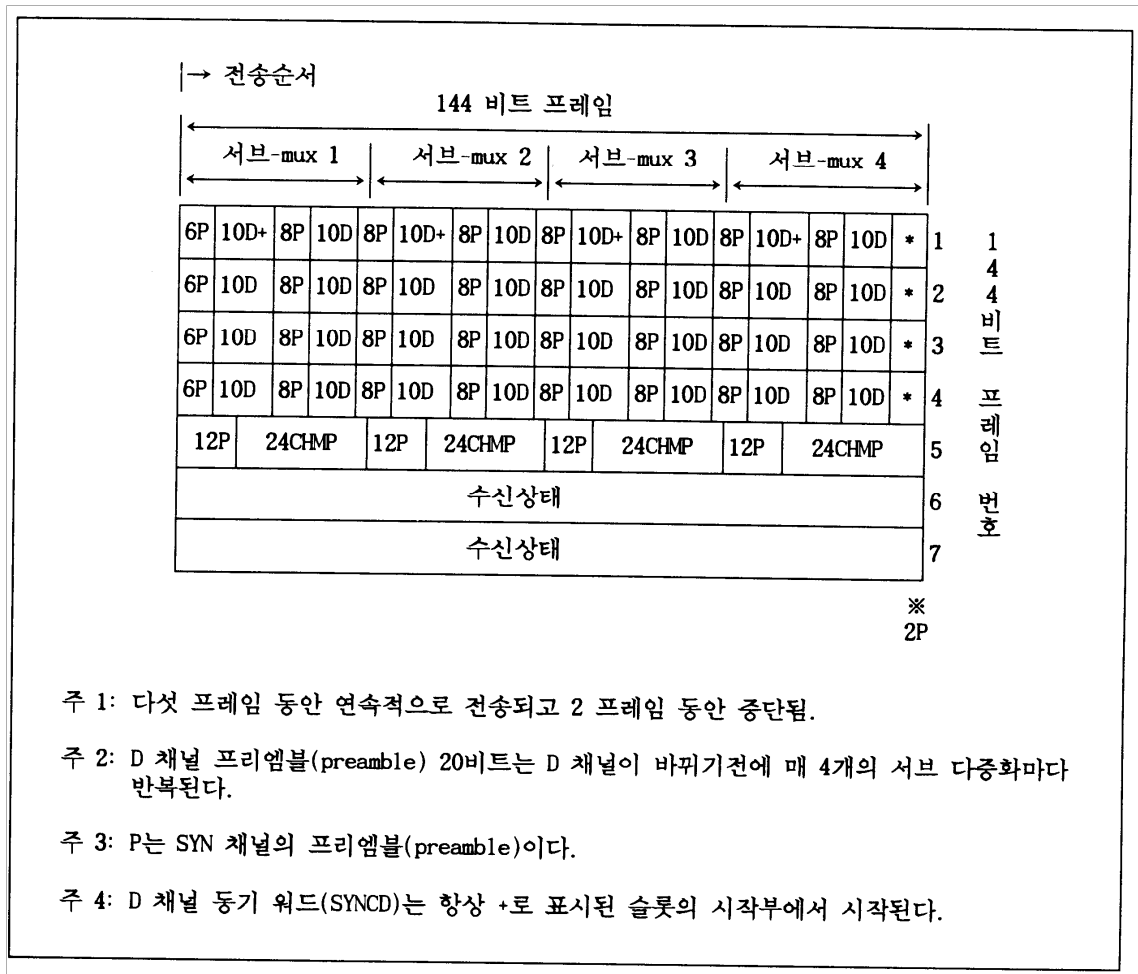 |→ 전송순서
144 비트 프레임
서브-mux 1 서브-mux 2 서브-mux 3 서브-mux 4
6P 10D+ 8P 10D 8P 10D+ 8P 10D 8P 10D+ 8P 10D 8P 10D+ 8P 10D * 1
6P 10D 8P 10D 8P 10D 8P 10D 8P 10D 8P 10D 8P 10D 8P 10D * 2
6P 10D 8P 10D 8P 10D 8P 10D 8P 10D 8P 10D 8P 10D 8P 10D * 3
6P 10D 8P 10D 8P 10D 8P 10D 8P 10D 8P 10D 8P 10D 8P 10D * 4
12P 24CHMP 12P 24CHMP 12P 24CHMP 12P 24CHMP 5
수신상태 6
수신상태 7
144비트 프레임 번호
※
2P
주 1: 다섯 프레임 동안 연속적으로 전송되고 2 프레임 동안 중단됨.
주 2: D 채널 프리엠블(preamble) 20비트는 D 채널이 바뀌기전에 매 4개의 서브 다중화마다
반복된다.
주 3: P는 SYN 채널의 프리엠블(preamble)이다.
주 4: D 채널 동기 워드(SYNCD)는 항상 +로 표시된 슬롯의 시작부에서 시작된다.